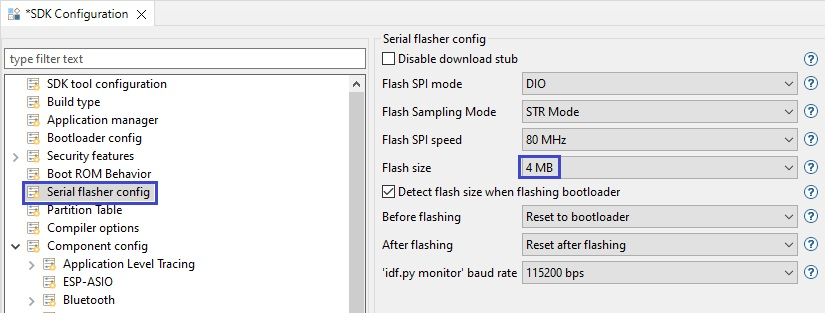 *SDK Configuration
type filter text
SDK tool configuration
Build type
Application manager
Bootloader config
Security features
Boot ROM Behavior
Serial flasher config
Partition Table
Compiler options
Component config
Application Level Tracing
ESP-ASIO
Bluetooth
Serial flasher config
Disable download stub
Flash SPI mode DIO
Flash Sampling Mode STR Mode
Flash SPI speed 80 MHz
Flash size 4 MB
Detect flash size when flashing bootloader
Before flashing Reset to bootloader
After flashing Reset after flashing
'idf.py monitor' baud rate 115200 bps